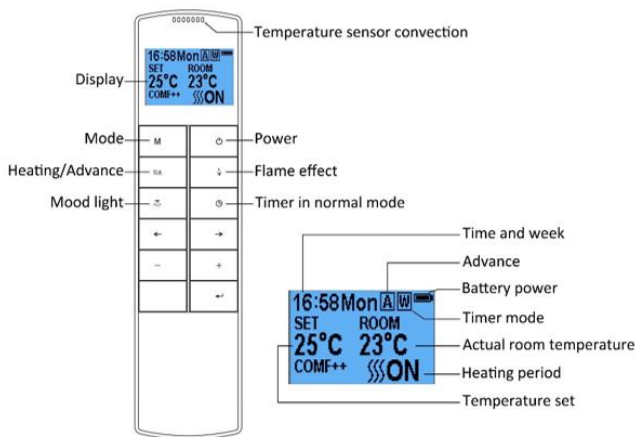 Temperature sensor convection
16:58Mon A W
SET ROOM
25°C 23°C
COMF++ ON
Display
Mode
M
Power
Heating/Advance
Flame effect
Mood light
Timer in normal mode
←
→
−
+
↵
Time and week
Advance
Battery power
16:58Mon A W
Timer mode
SET ROOM
25°C 23°C
Actual room temperature
COMF++ ON
Heating period
Temperature set